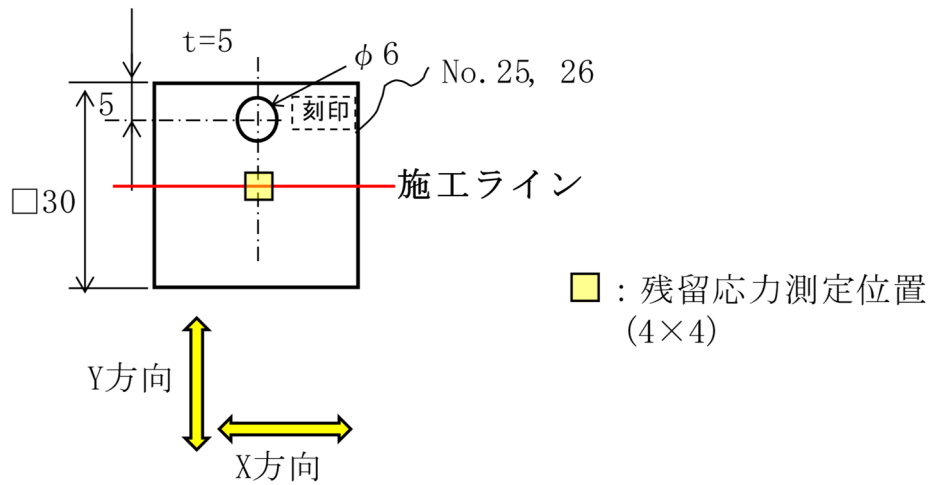 t=5
φ6
No.25, 26
5
刻印
施工ライン
□30
：残留応力測定位置
(4×4)
Y方向
X方向